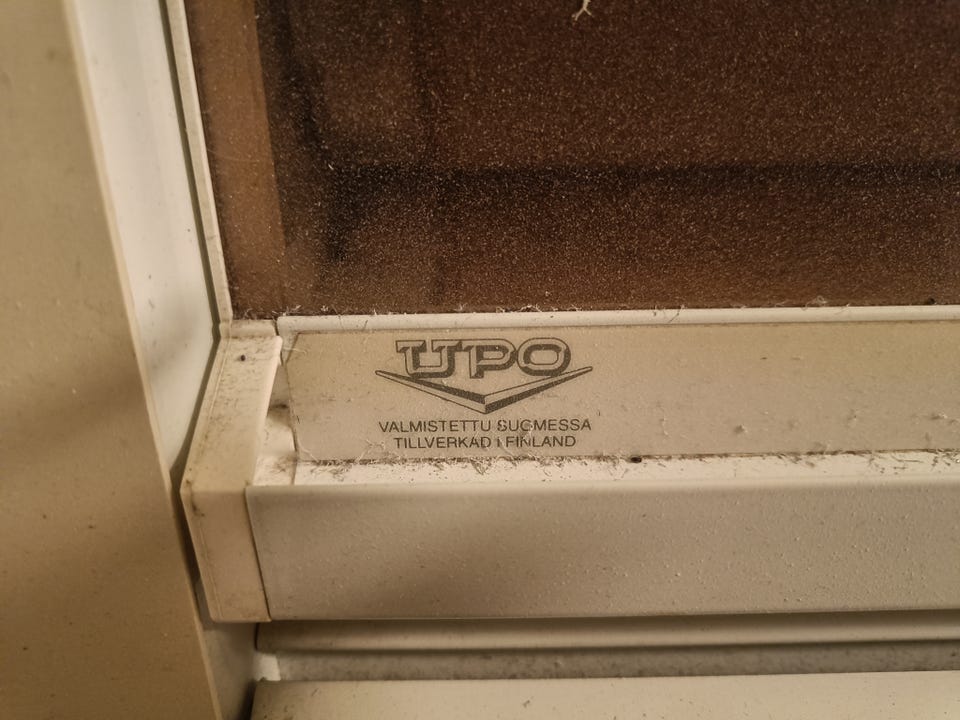 UPO
VALMISTETTU SUOMESSA
TILLVERKAD I FINLAND